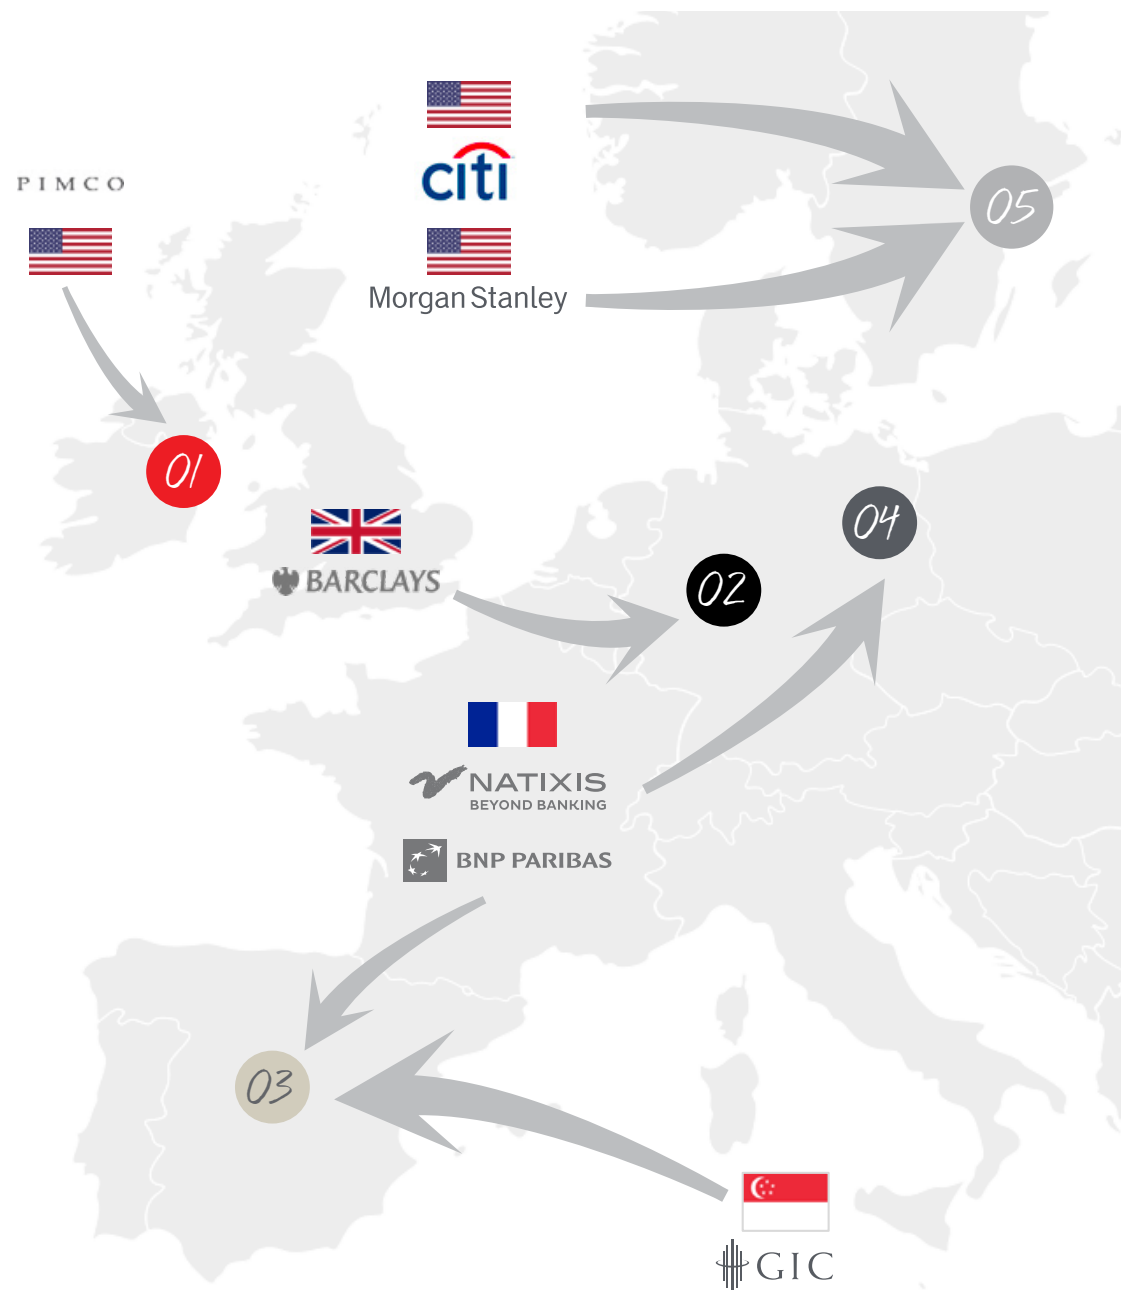 citi
05
PIMCO
Morgan Stanley
01
BARCLAYS
04
02
NATIXIS
BEYOND BANKING
BNP PARIBAS
03
GIC